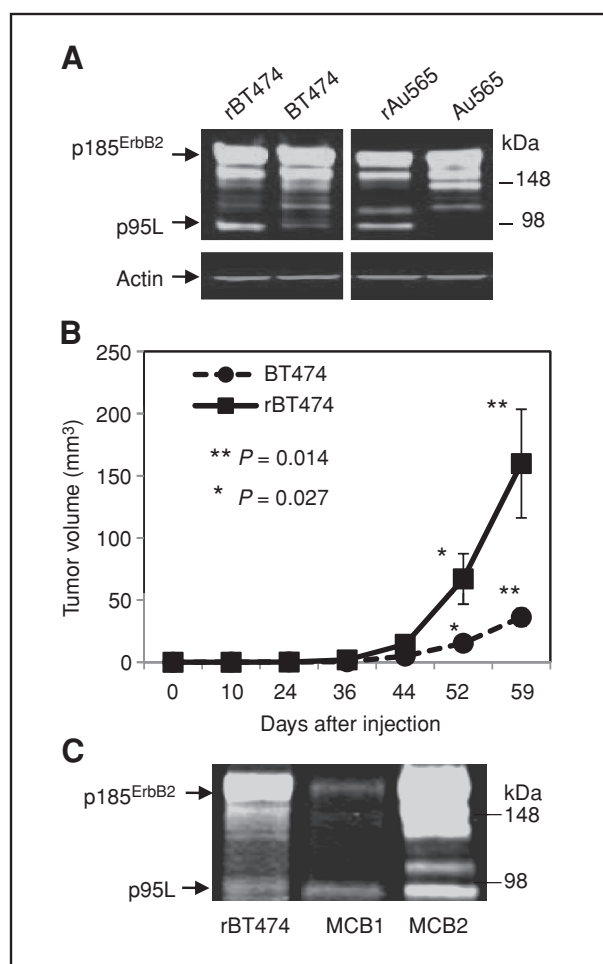 A
rBT474 BT474 rAu565 Au565
p185ErbB2 kDa
148
p95L 98
Actin
B
250
200
150
100
50
0
Tumor volume (mm³)
BT474
rBT474
** P = 0.014
* P = 0.027
**
*
**
*
0 10 24 36 44 52 59
Days after injection
C
p185ErbB2 kDa
148
p95L 98
rBT474 MCB1 MCB2